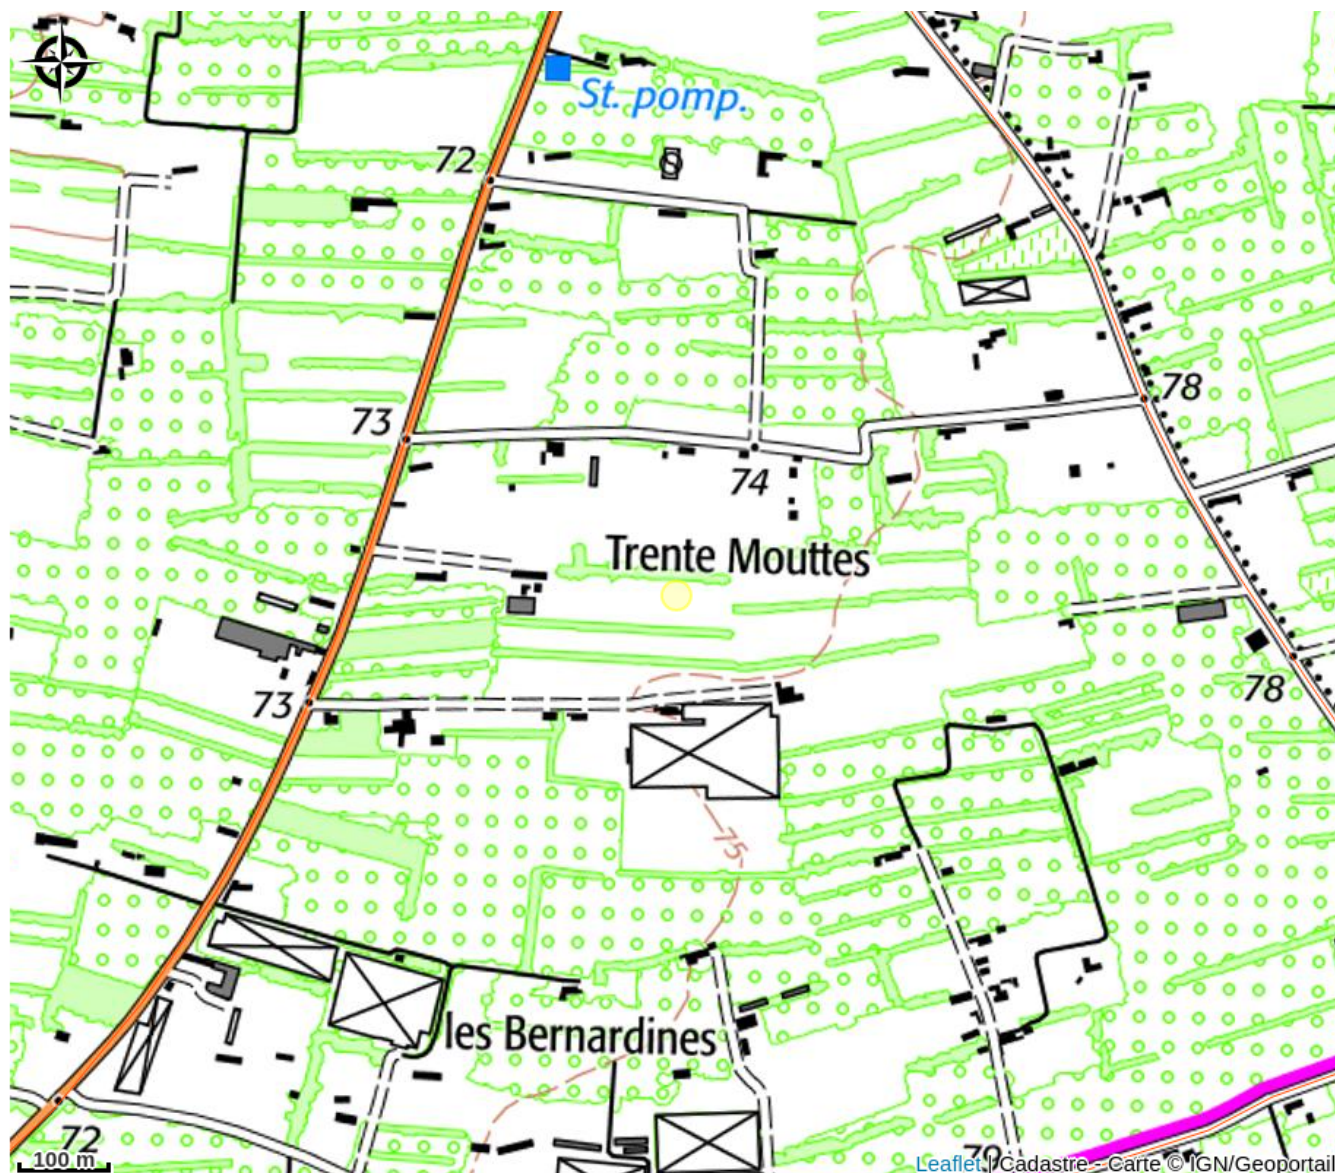 St. pomp.
72
78
73
74
Trente Mouttes
78
73
75
les Bernardines
72
100 m
Leaflet | Cadastre - Carte © IGN/Geoportail